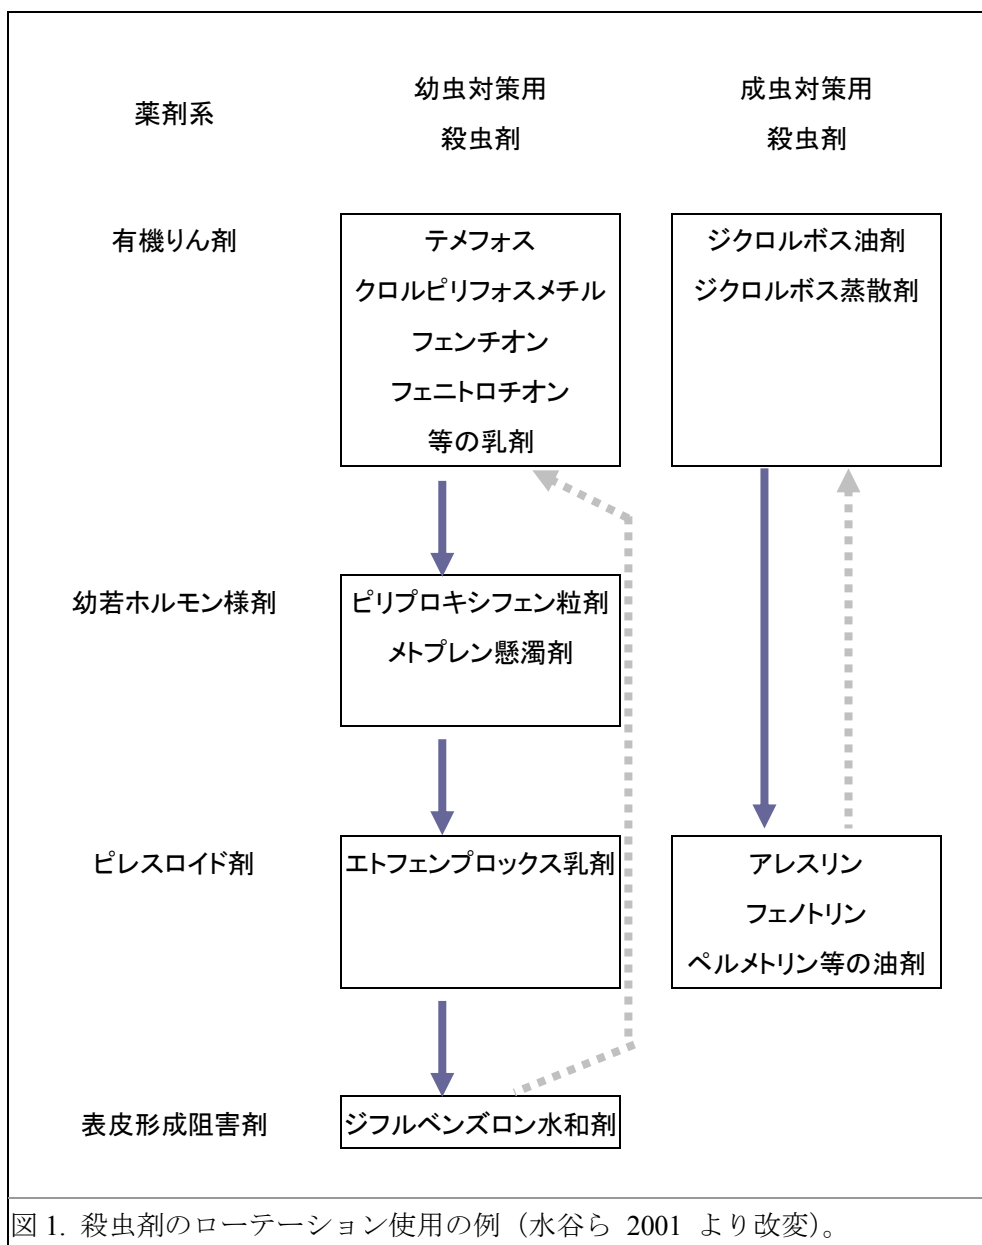 薬剤系
幼虫対策用
殺虫剤
成虫対策用
殺虫剤
有機りん剤
テメフォス
クロルピリフォスメチル
フェンチオン
フェニトロチオン
等の乳剤
ジクロルボス油剤
ジクロルボス蒸散剤
幼若ホルモン様剤
ピリプロキシフェン粒剤
メトプレン懸濁剤
ピレスロイド剤
エトフェンプロックス乳剤
アレスリン
フェノトリン
ペルメトリン等の油剤
表皮形成阻害剤
ジフルベンズロン水和剤
図 1. 殺虫剤のローテーション使用の例（水谷ら 2001 より改変）。